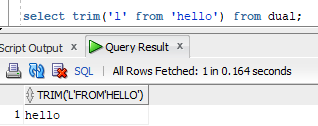 select trim('l' from 'hello') from dual;
Script Output × Query Result ×
SQL | All Rows Fetched: 1 in 0.164 seconds
TRIM('L'FROM'HELLO')
1 hello